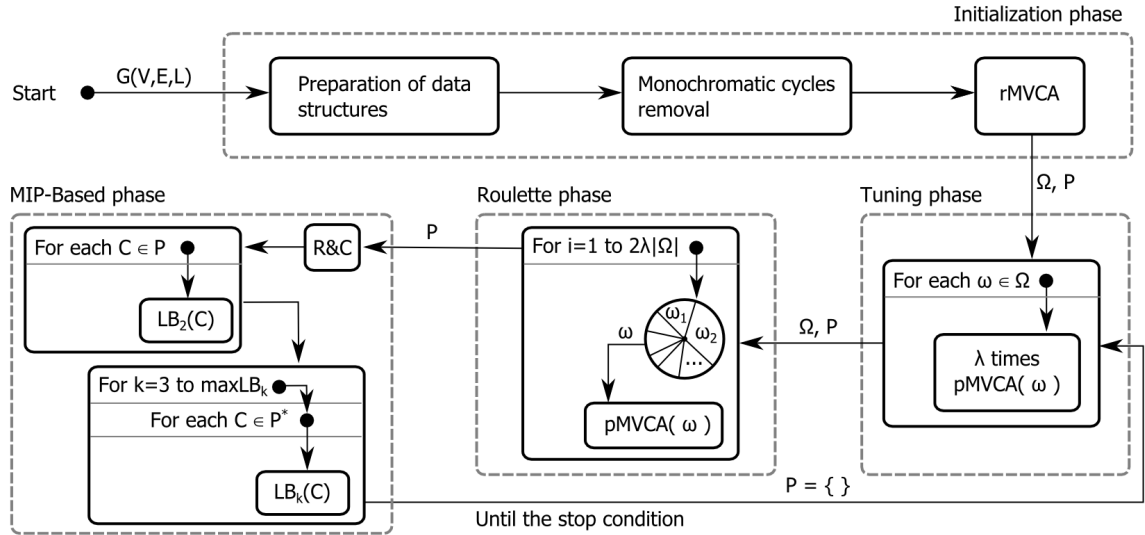 Initialization phase
Start
G(V,E,L)
Preparation of data
structures
Monochromatic cycles
removal
rMVCA
Ω, P
MIP-Based phase
For each C ∈ P
R&C
LB₂(C)
For k=3 to maxLBₖ
For each C ∈ P*
LBₖ(C)
P
Roulette phase
For i=1 to 2λ|Ω|
ω₁
ω₂
...
ω
pMVCA( ω )
Ω, P
Tuning phase
For each ω ∈ Ω
λ times
pMVCA( ω )
P = { }
Until the stop condition